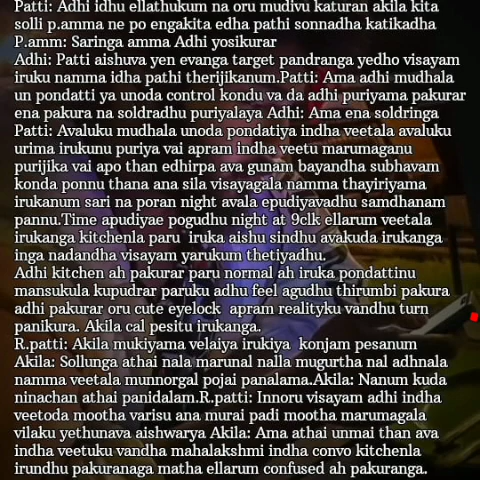 Patti: Adhi idhu ellathukum na oru mudivu katuran akila kita
solli p.amma ne po engakita edha pathi sonnadha katikadha
P.amm: Saringa amma Adhi yosikurar
Adhi: Patti aishuva yen evanga target pandranga yedho visayam
iruku namma idha pathi therijikanum.Patti: Ama adhi mudhala
un pondatti ya unoda control kondu va da adhi puriyama pakurar
ena pakura na soldradhu puriyalaya Adhi: Ama ena soldringa
Patti: Avaluku mudhala unoda pondatiya indha veetala avaluku
urima irukunu puriya vai apram indha veetu marumaganu
purijika vai apo than edhirpa ava gunam bayandha subhavam
konda ponnu thana ana sila visayagala namma thayiriyama
irukanum sari na poran night avala epudiyavadhu samdhanam
pannu.Time apudiyae pogudhu night at 9clk ellarum veetala
irukanga kitchenla paru  iruka aishu sindhu avakuda irukanga
inga nadandha visayam yarukum thetiyadhu.
Adhi kitchen ah pakurar paru normal ah iruka pondattinu
mansukula kupudrar paruku adhu feel agudhu thirumbi pakura
adhi pakurar oru cute eyelock  apram realityku vandhu turn
panikura. Akila cal pesitu irukanga.
R.patti: Akila mukiyama velaiya irukiya  konjam pesanum
Akila: Sollunga athai nala marunal nalla mugurtha nal adhnala
namma veetala munnorgal pojai panalama.Akila: Nanum kuda
ninachan athai panidalam.R.patti: Innoru visayam adhi indha
veetoda mootha varisu ana murai padi mootha marumagala
vilaku yethunava aishwarya Akila: Ama athai unmai than ava
indha veetuku vandha mahalakshmi indha convo kitchenla
irundhu pakuranaga matha ellarum confused ah pakuranga.